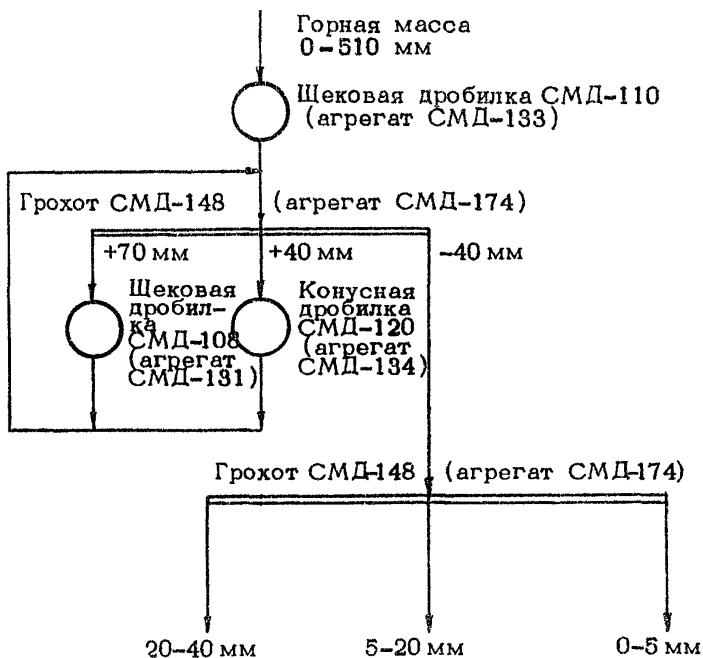 Горная масса
0-510 мм
Щековая дробилка СМД-110
(агрегат СМД-133)
Грохот СМД-148 (агрегат СМД-174)
+70 мм +40 мм -40 мм
Щековая
дробил-
ка
СМД-108
(агрегат
СМД-131)
Конусная
дробилка
СМД-120
(агрегат
СМД-134)
Грохот СМД-148 (агрегат СМД-174)
20-40 мм 5-20 мм 0-5 мм